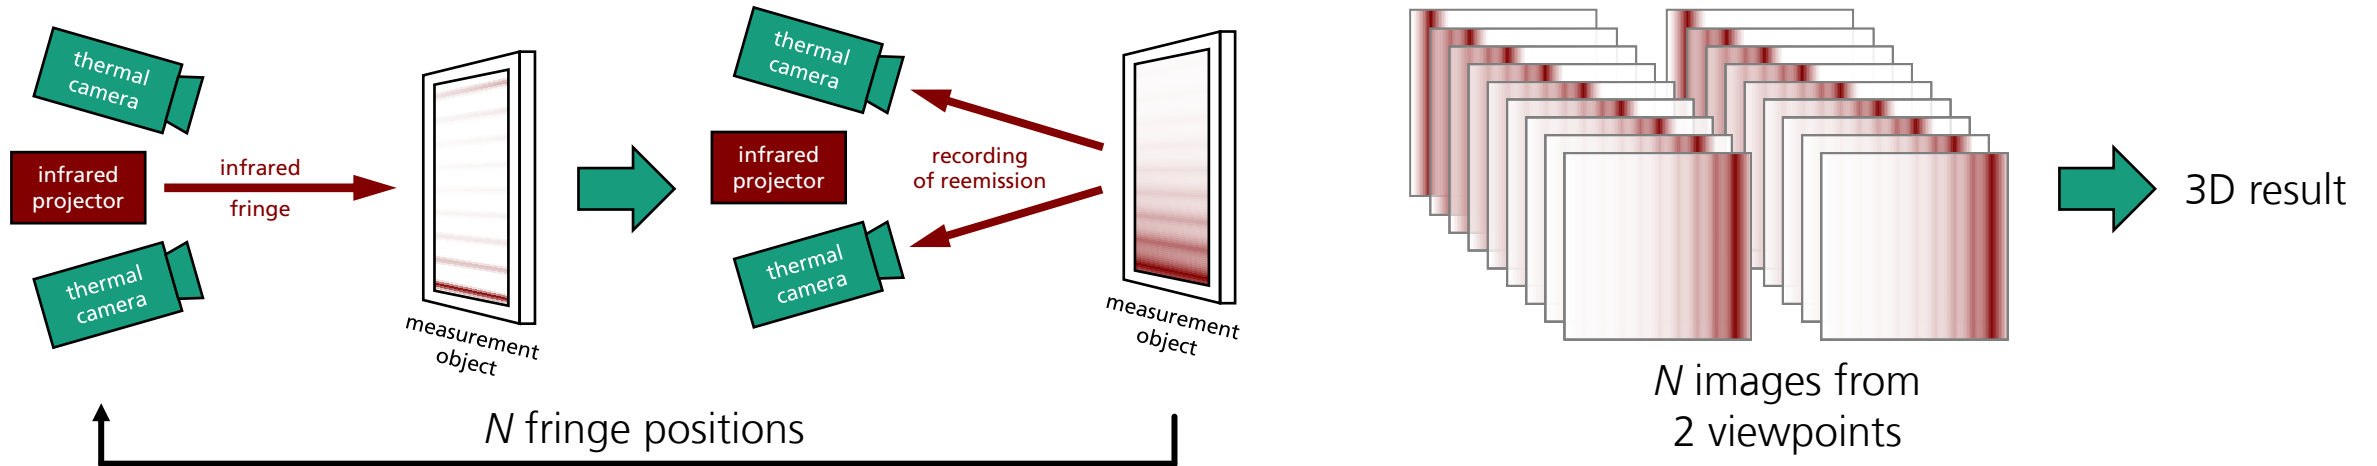 thermal
camera
infrared
projector
thermal
camera
infrared
fringe
measurement
object
thermal
camera
infrared
projector
thermal
camera
recording
of reemission
measurement
object
N fringe positions
N images from
2 viewpoints
3D result